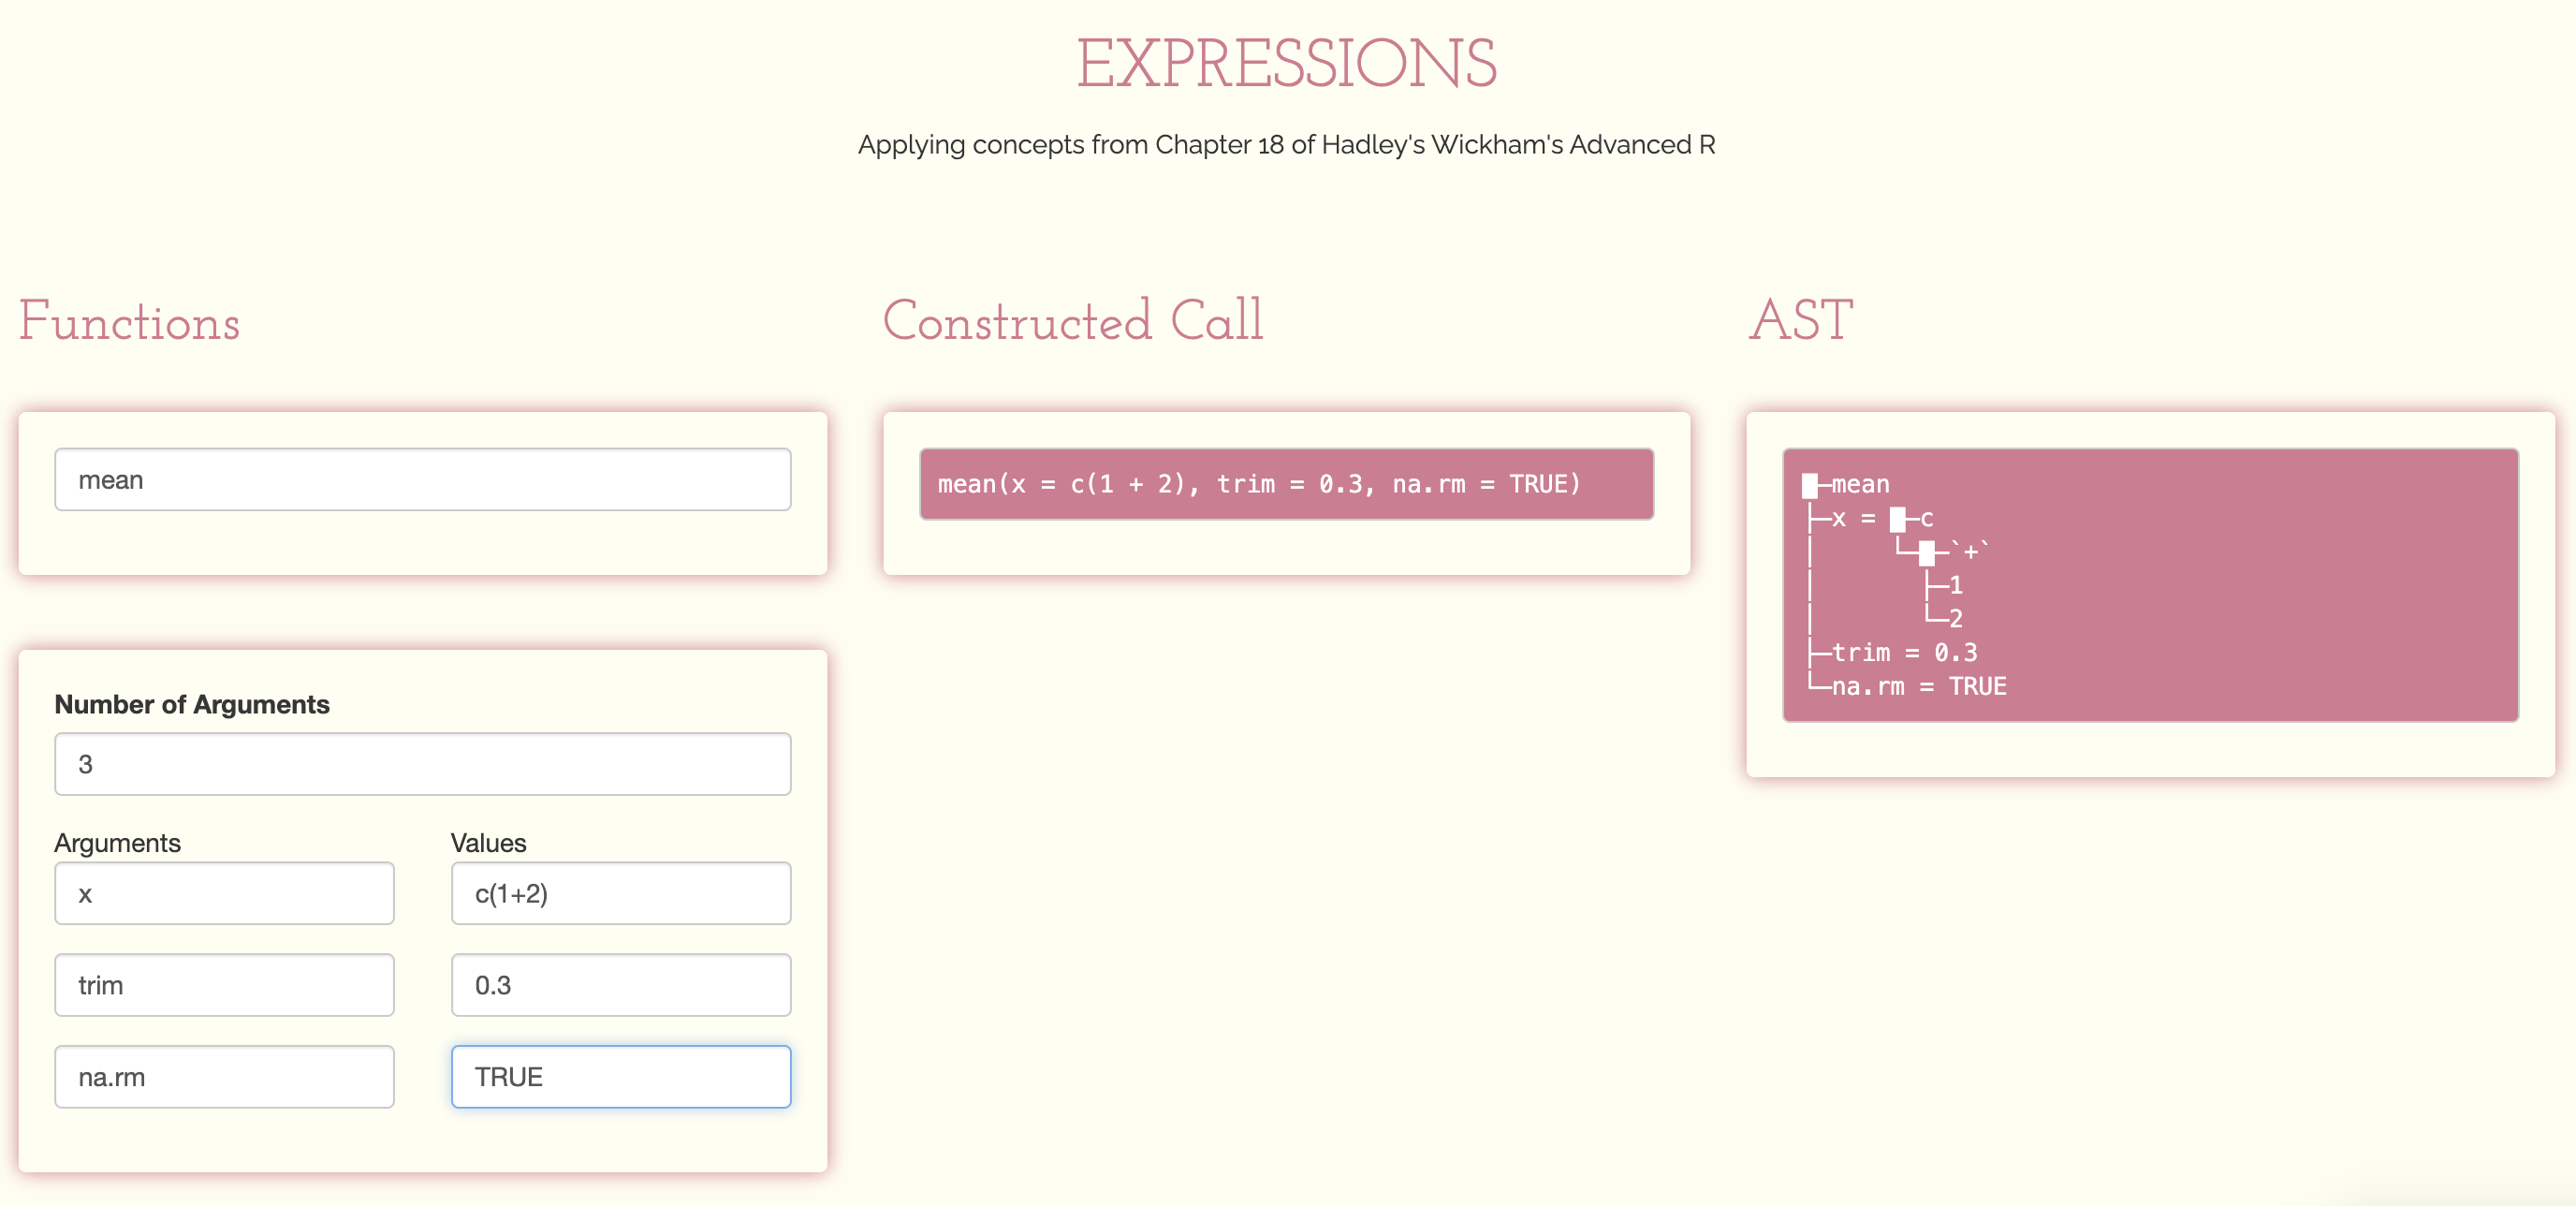 EXPRESSIONS
Applying concepts from Chapter 18 of Hadley's Wickham's Advanced R
Functions
mean
Number of Arguments
3
Arguments Values
x c(1+2)
trim 0.3
na.rm TRUE
Constructed Call
mean(x = c(1 + 2), trim = 0.3, na.rm = TRUE)
AST
█─mean
├─x = █─c
│     └─█─`+`
│       ├─1
│       └─2
├─trim = 0.3
└─na.rm = TRUE